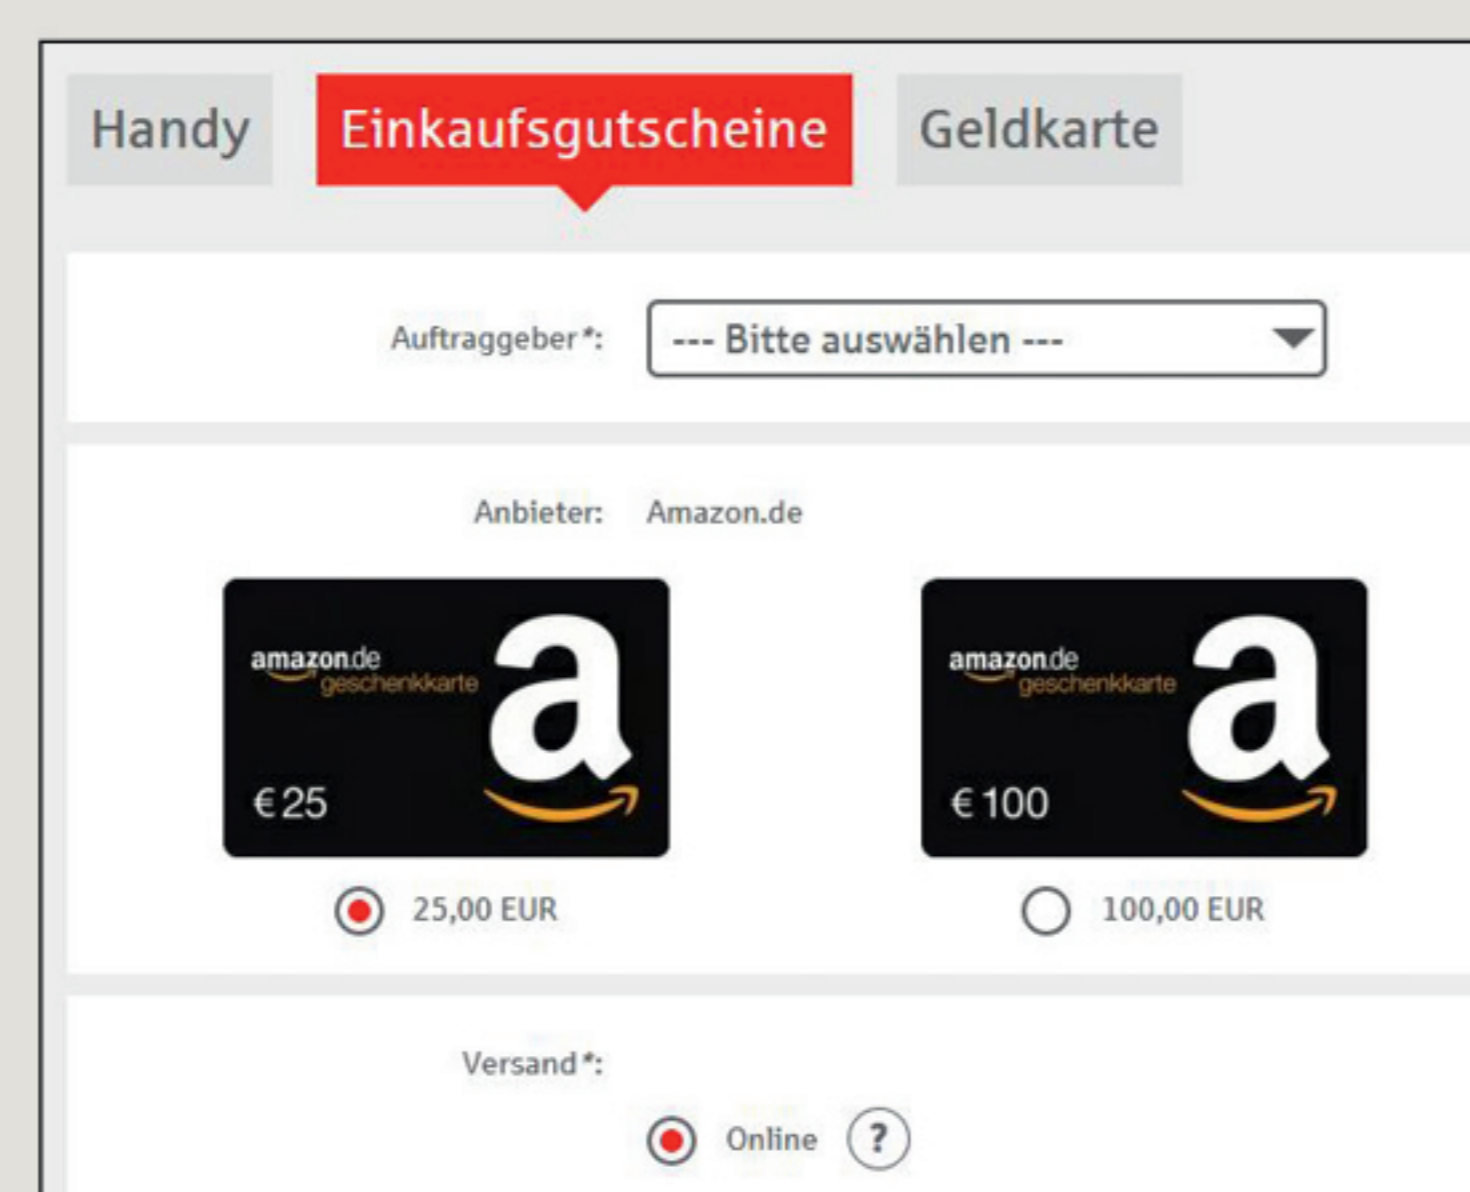 Handy Einkaufsgutscheine Geldkarte
Auftraggeber*: --- Bitte auswählen ---
Anbieter: Amazon.de
amazon.de
geschenkkarte
a
€25
amazon.de
geschenkkarte
a
€100
25,00 EUR
100,00 EUR
Versand*:
Online ?